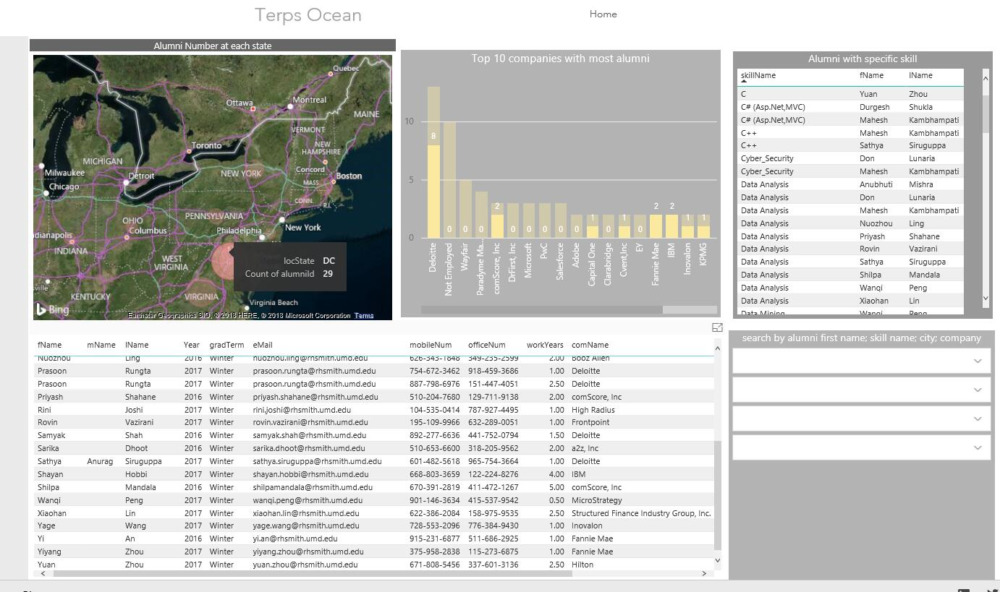 Terps Ocean
Home
Alumni Number at each state
Quebec
Ottawa
Montreal
MAINE
VERMONT
Toronto
NEW
HAMPSHIRE
MICHIGAN
Concord
Milwaukee
Detroit
NEW YORK
Boston
Chicago
MASS.
CONN.
R.I.
OHIO
PENNSYLVANIA
Columbus
Philadelphia
New York
ndianapolis
INDIANA
WEST
VIRGINIA
locState DC
Count of alumniId 29
sville
KENTUCKY
VIRGINIA
Virginia Beach
Bing
Earthstar Geographics SIO, © 2018 HERE, © 2018 Microsoft Corporation Terms
Top 10 companies with most alumni
10
5
0
8 0 0 0 2 0 0 0 0 0 1 0 1 0 2 2 1 1
Deloitte
Not Employed
Wayfair
Paradyme Ma...
comScore, Inc
DrFirst, Inc
Microsoft
PwC
Salesforce
Adobe
Capital One
Clarabridge
Cvent,Inc
EY
Fannie Mae
IBM
Inovalon
KPMG
Alumni with specific skill
skillName fName lName
C Yuan Zhou
C# (Asp.Net,MVC) Durgesh Shukla
C# (Asp.Net,MVC) Mahesh Kambhampati
C++ Mahesh Kambhampati
C++ Sathya Siruguppa
Cyber_Security Don Lunaria
Cyber_Security Mahesh Kambhampati
Data Analysis Anubhuti Mishra
Data Analysis Don Lunaria
Data Analysis Mahesh Kambhampati
Data Analysis Nuozhou Ling
Data Analysis Priyash Shahane
Data Analysis Rovin Vazirani
Data Analysis Sathya Siruguppa
Data Analysis Shilpa Mandala
Data Analysis Wanqi Peng
Data Analysis Xiaohan Lin
Data Mining Wanqi Peng
fName mName lName Year gradTerm eMail mobileNum officeNum workYears comName
Nuozhou Ling 2016 Winter nuozhou.ling@rhsmith.umd.edu 626-343-1848 349-235-2599 2.00 Booz Allen
Prasoon Rungta 2017 Winter prasoon.rungta@rhsmith.umd.edu 754-672-3462 918-459-3686 1.00 Deloitte
Prasoon Rungta 2017 Winter prasoon.rungta@rhsmith.umd.edu 887-798-6976 151-447-4051 2.50 Deloitte
Priyash Shahane 2016 Winter priyash.shahane@rhsmith.umd.edu 510-204-7680 129-711-9138 2.00 comScore, Inc
Rini Joshi 2017 Winter rini.joshi@rhsmith.umd.edu 104-535-0414 787-927-4495 1.00 High Radius
Rovin Vazirani 2017 Winter rovin.vazirani@rhsmith.umd.edu 195-109-9966 632-289-0051 1.00 Frontpoint
Samyak Shah 2016 Winter samyak.shah@rhsmith.umd.edu 892-277-6636 441-752-0794 1.50 Deloitte
Sarika Dhoot 2016 Winter sarika.dhoot@rhsmith.umd.edu 510-653-6600 318-205-9562 2.00 a2z, Inc
Sathya Anurag Siruguppa 2017 Winter sathya.siruguppa@rhsmith.umd.edu 601-482-5618 965-754-3664 1.00 Deloitte
Shayan Hobbi 2017 Winter shayan.hobbi@rhsmith.umd.edu 668-803-3659 122-224-8276 4.00 IBM
Shilpa Mandala 2016 Winter shilpamandala@rhsmith.umd.edu 670-391-2819 411-472-1267 5.00 comScore, Inc
Wanqi Peng 2017 Winter wanqi.peng@rhsmith.umd.edu 901-146-3634 415-537-9542 0.50 MicroStrategy
Xiaohan Lin 2017 Winter xiaohan.lin@rhsmith.umd.edu 622-386-2084 158-975-9535 2.50 Structured Finance Industry Group, Inc.
Yage Wang 2017 Winter yage.wang@rhsmith.umd.edu 728-553-2096 776-384-9430 1.00 Inovalon
Yi An 2016 Winter yi.an@rhsmith.umd.edu 915-231-6877 511-686-2925 1.00 Fannie Mae
Yiyang Zhou 2017 Winter yiyang.zhou@rhsmith.umd.edu 375-958-2838 115-273-6875 1.00 Fannie Mae
Yuan Zhou 2017 Winter yuan.zhou@rhsmith.umd.edu 671-808-5456 337-601-3136 2.50 Hilton
search by alumni first name; skill name; city; company